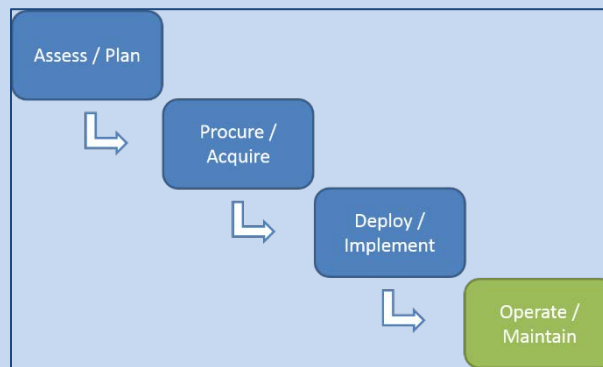 Assess / Plan
Procure /
Acquire
Deploy /
Implement
Operate /
Maintain